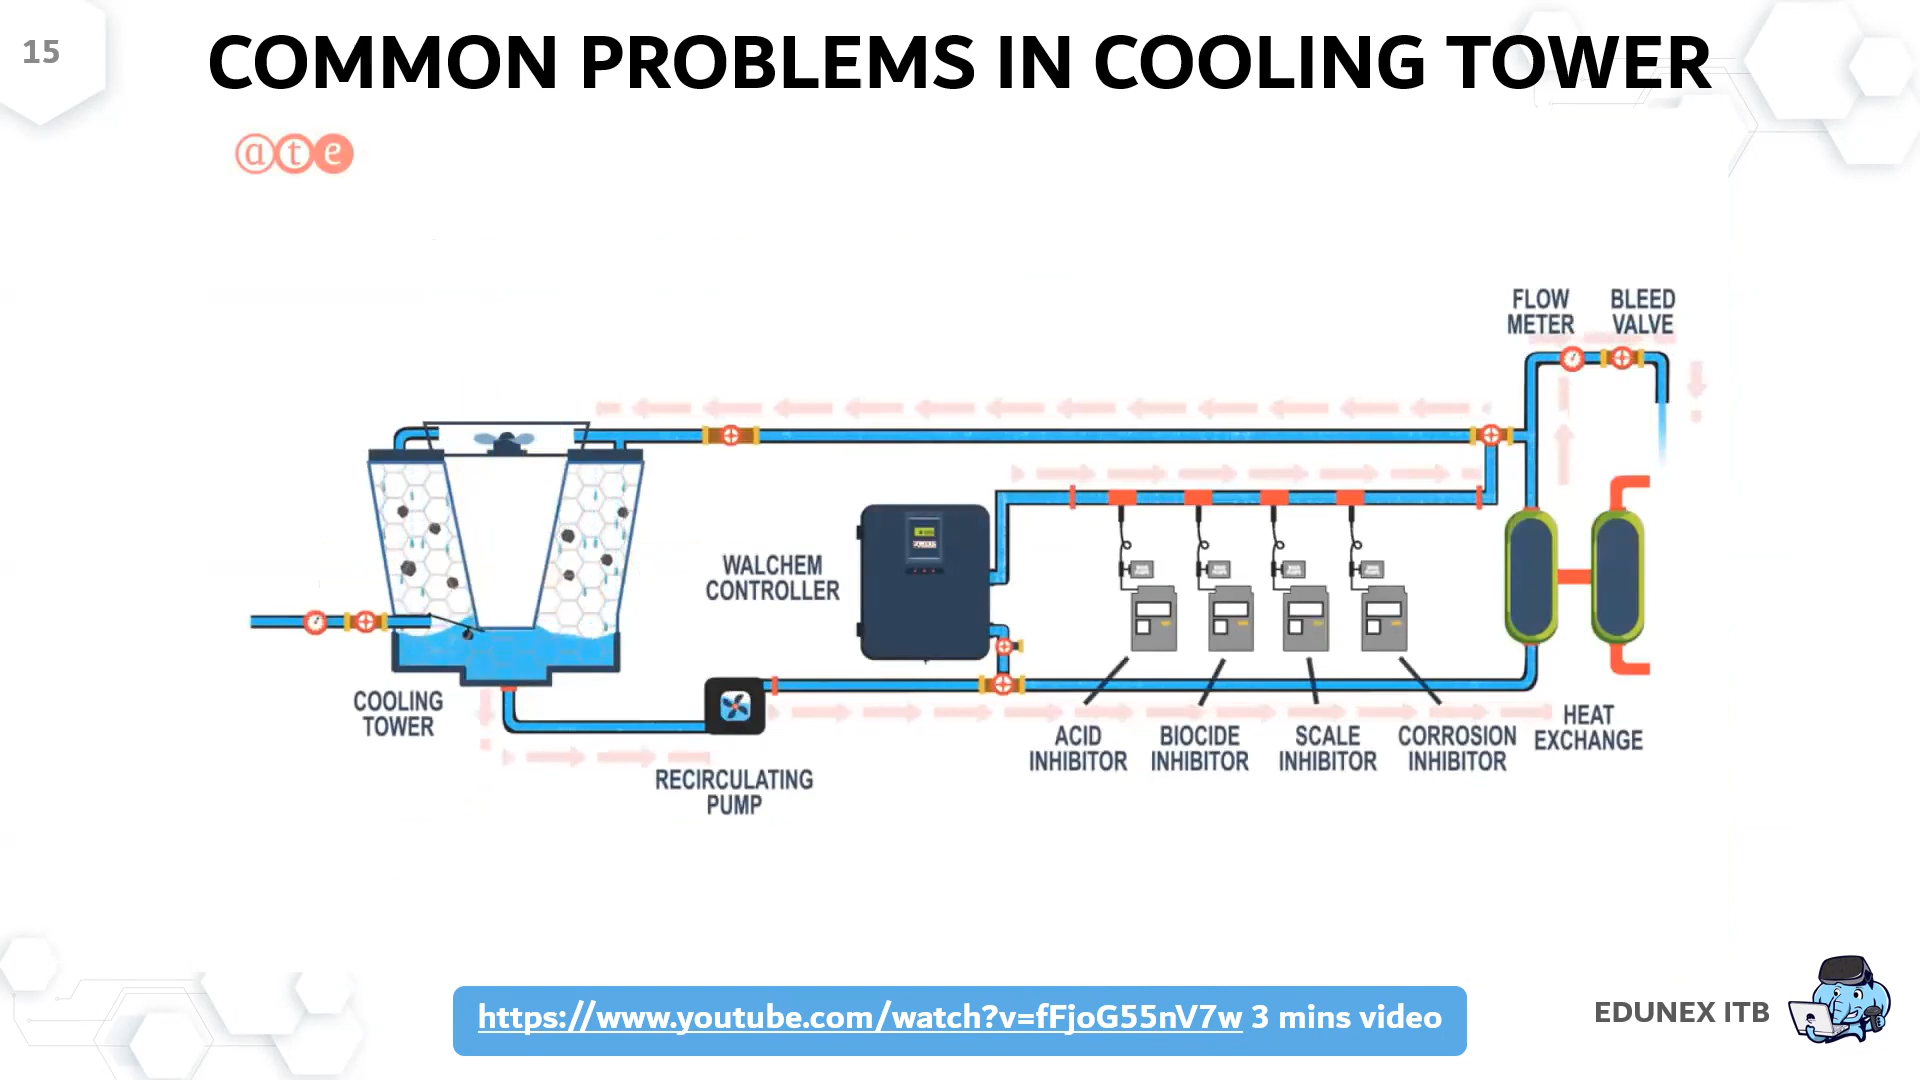 15
COMMON PROBLEMS IN COOLING TOWER
ate
FLOW
METER
BLEED
VALVE
WALCHEM
CONTROLLER
COOLING
TOWER
RECIRCULATING
PUMP
ACID
INHIBITOR
BIOCIDE
INHIBITOR
SCALE
INHIBITOR
CORROSION
INHIBITOR
HEAT
EXCHANGE
https://www.youtube.com/watch?v=fFjoG55nV7w 3 mins video
EDUNEX ITB